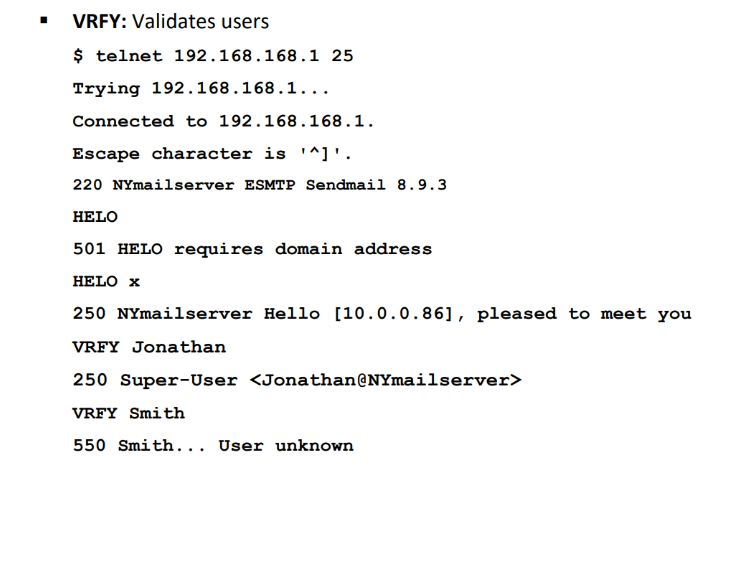 ▪ VRFY: Validates users
$ telnet 192.168.168.1 25
Trying 192.168.168.1...
Connected to 192.168.168.1.
Escape character is '^]'.
220 NYmailserver ESMTP Sendmail 8.9.3
HELO
501 HELO requires domain address
HELO x
250 NYmailserver Hello [10.0.0.86], pleased to meet you
VRFY Jonathan
250 Super-User <Jonathan@NYmailserver>
VRFY Smith
550 Smith... User unknown